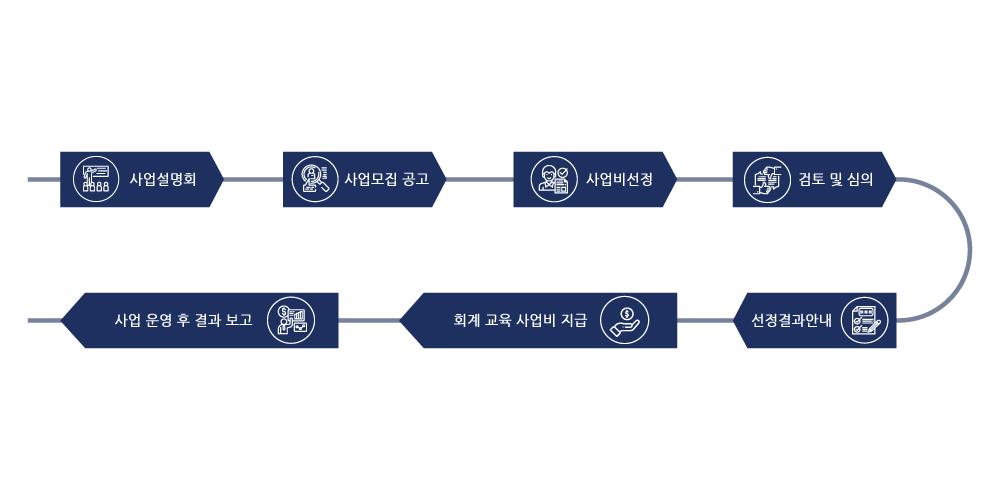 사업설명회
사업모집 공고
사업비선정
검토 및 심의
선정결과안내
회계 교육 사업비 지급
사업 운영 후 결과 보고